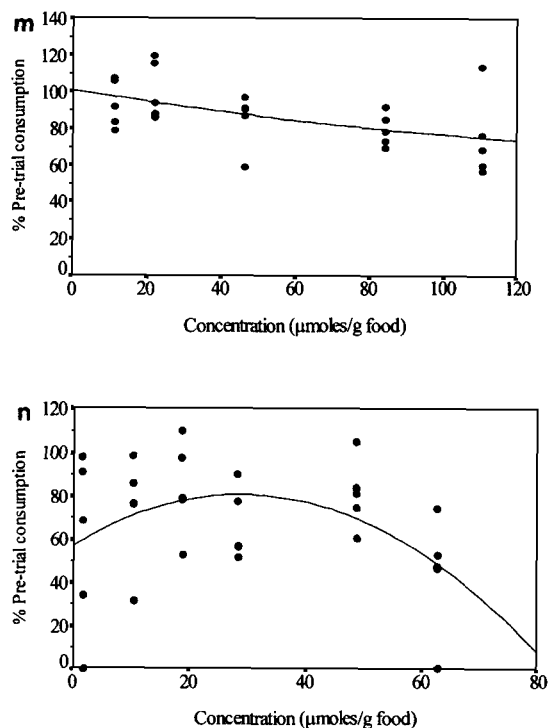 m
140
120
100
80
60
40
20
0
% Pre-trial consumption
0 20 40 60 80 100 120
Concentration (μmoles/g food)
n
120
100
80
60
40
20
0
% Pre-trial consumption
0 20 40 60 80
Concentration (μmoles/g food)